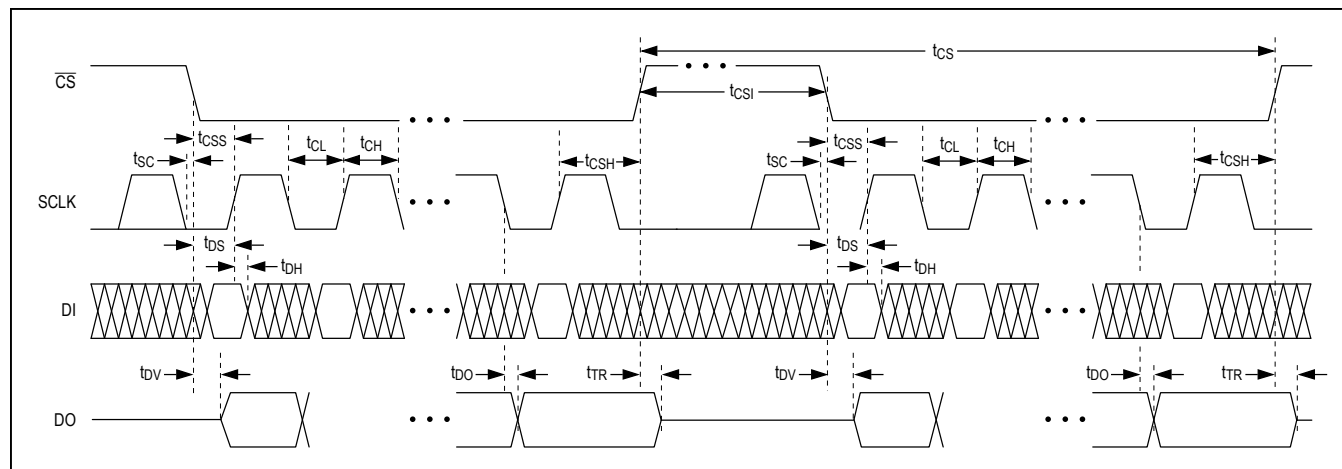 tCS
CS
tCSI
tCSS
tCL
tCH
tSC
tCSH
tCSS
tSC
tCL
tCH
tCSH
SCLK
tDS
tDH
tDS
tDH
DI
tDV
tDO
tTR
tDV
tDO
tTR
DO